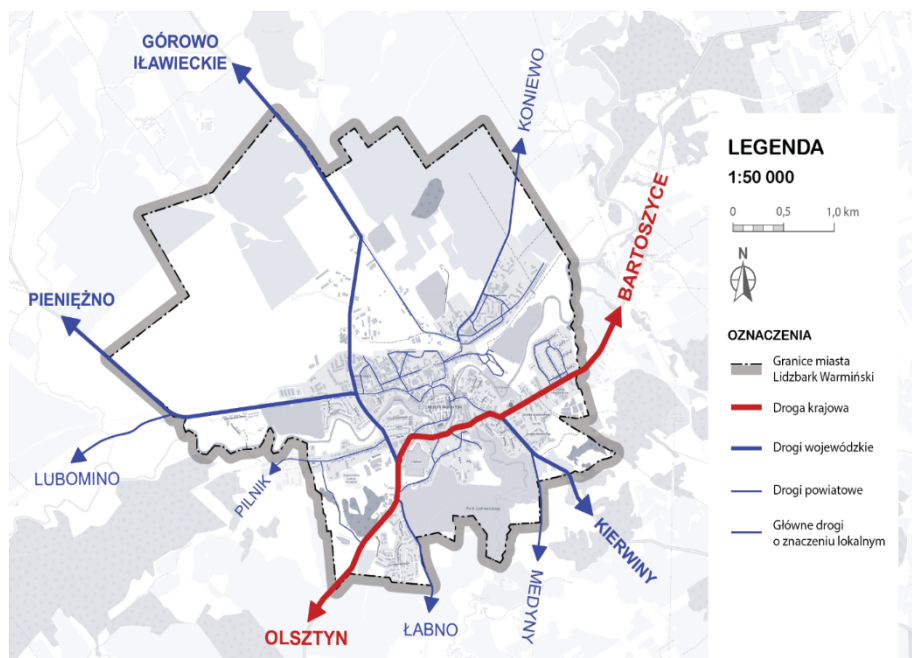 GÓROWO
IŁAWIECKIE
KONIEWO
BARTOSZYCE
PIENIĘŻNO
LUBOMINO
PILNIK
OLSZTYN
ŁABNO
MEDYNY
KIERWINY
LEGENDA
1:50 000
0 0,5 1,0 km
N
OZNACZENIA
Granice miasta
Lidzbark Warmiński
Droga krajowa
Drogi wojewódzkie
Drogi powiatowe
Główne drogi
o znaczeniu lokalnym